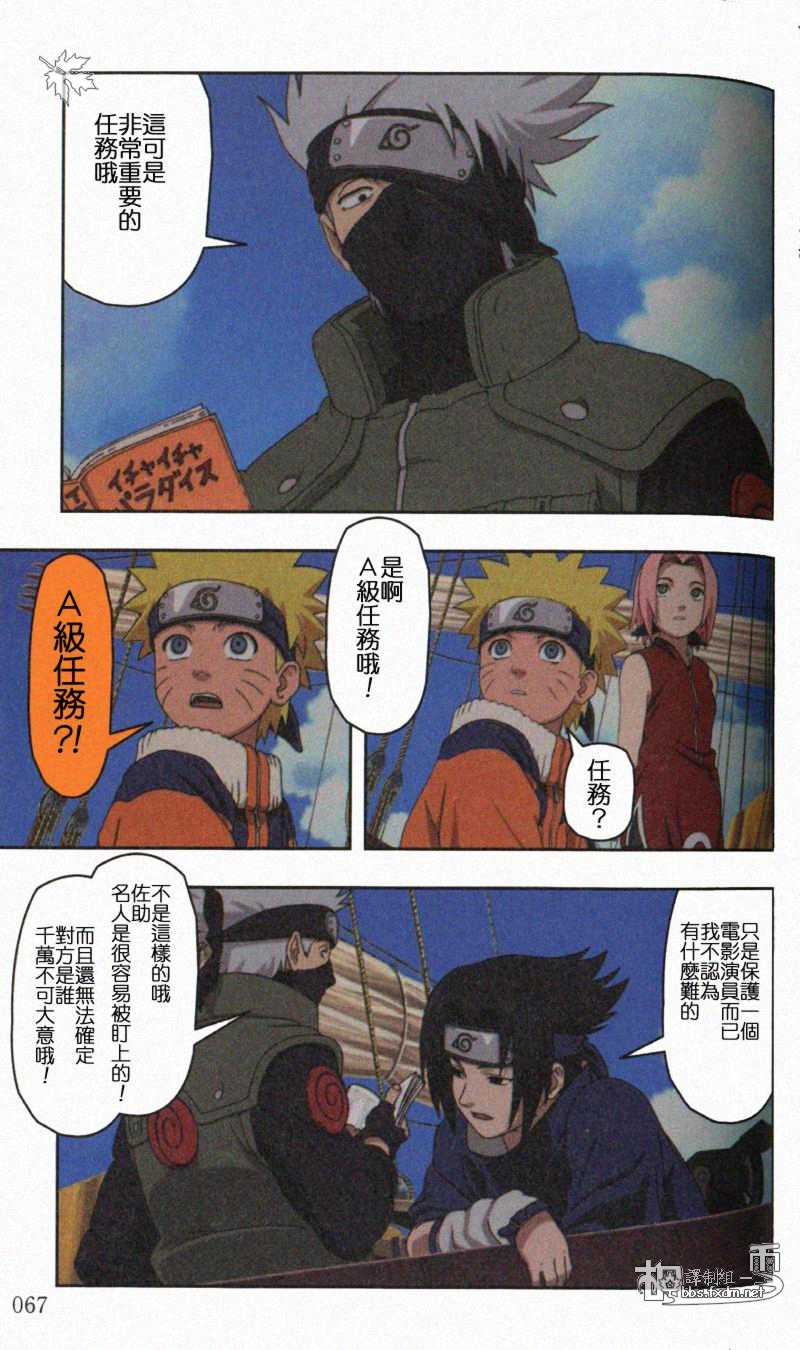 這可是
非常重要的
任務哦
イチャイチャ
パラダイス
任務？
是啊
A級任務哦！
A級任務？！
只是保護一個
電影演員而已
我不認為
有什麼難的
不是這樣的哦
佐助
名人是很容易被盯上的！
而且還無法確定
對方是誰
千萬不可大意哦！
067
譯制組
bbs.fxdm.net